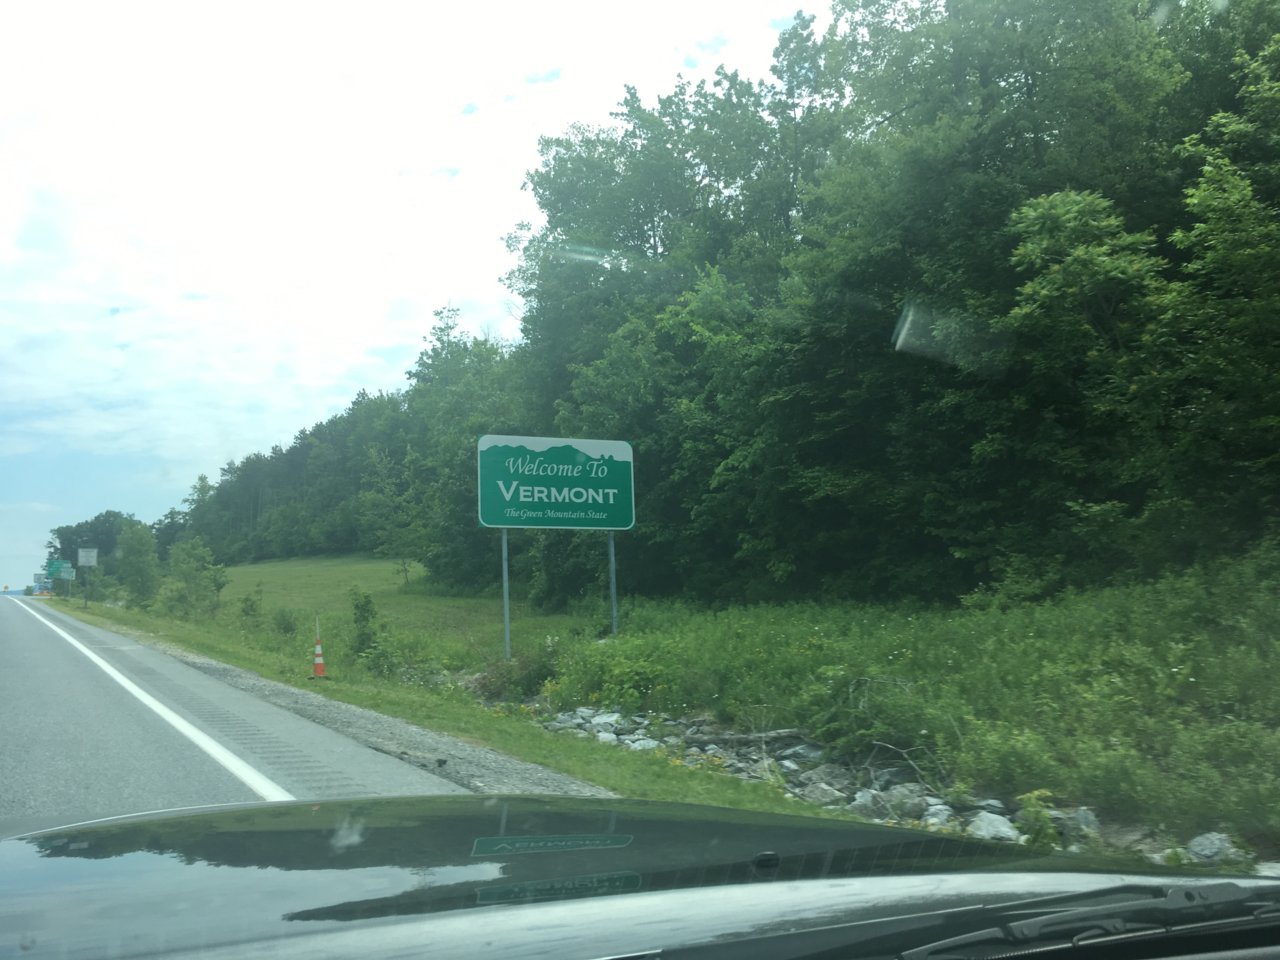 Welcome To
VERMONT
The Green Mountain State